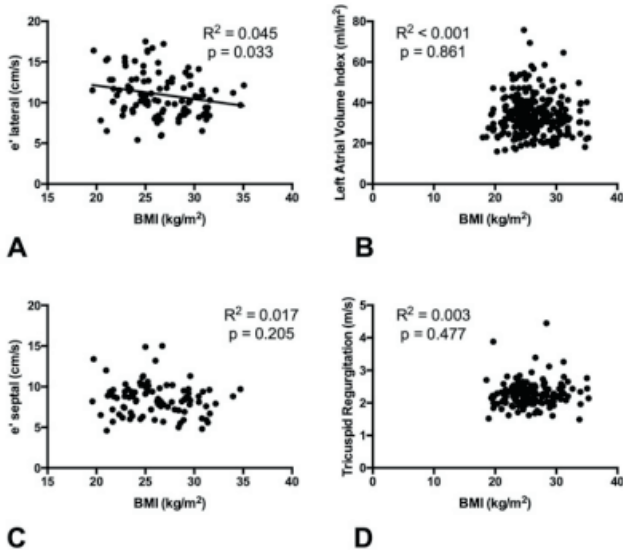 R² = 0.045
p = 0.033
e' lateral (cm/s)
20
15
10
5
0
15 20 25 30 35 40
BMI (kg/m²)
A
R² < 0.001
p = 0.861
Left Atrial Volume Index (ml/m²)
80
60
40
20
0
0 10 20 30 40
BMI (kg/m²)
B
R² = 0.017
p = 0.205
e' septal (cm/s)
20
15
10
5
0
15 20 25 30 35 40
BMI (kg/m²)
C
R² = 0.003
p = 0.477
Tricuspid Regurgitation (m/s)
5
4
3
2
1
0
0 10 20 30 40
BMI (kg/m²)
D